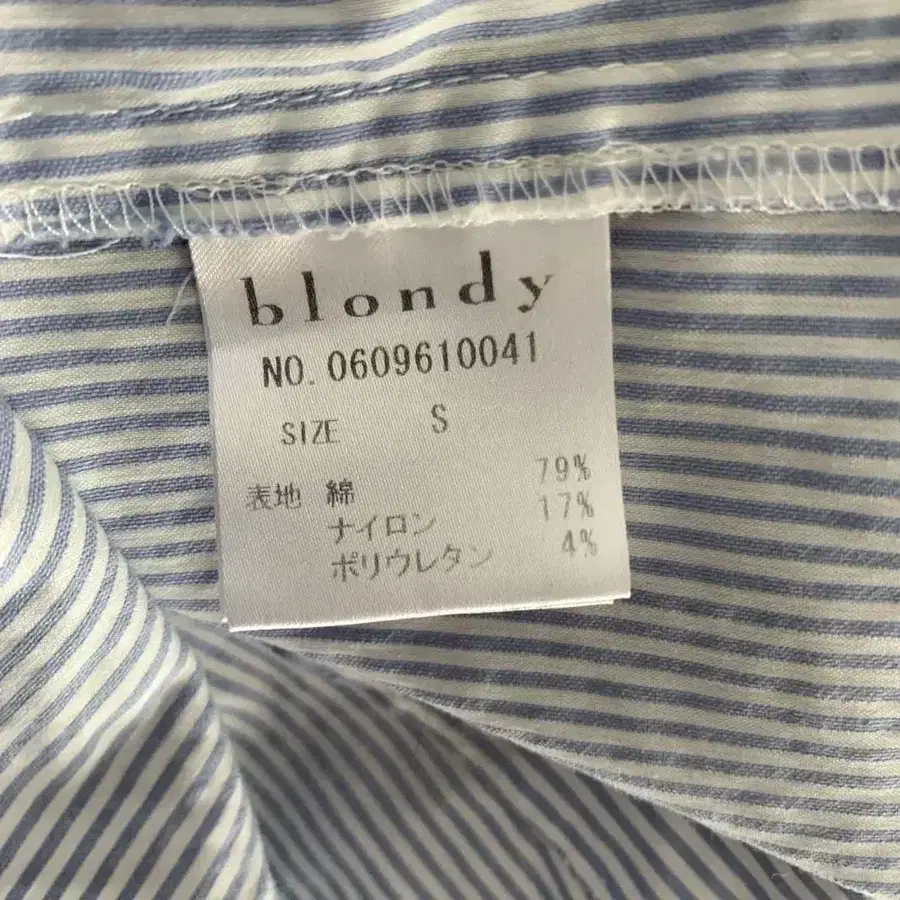 blondy
NO. 0609610041
SIZE S
表地 綿 79%
ナイロン 17%
ポリウレタン 4%